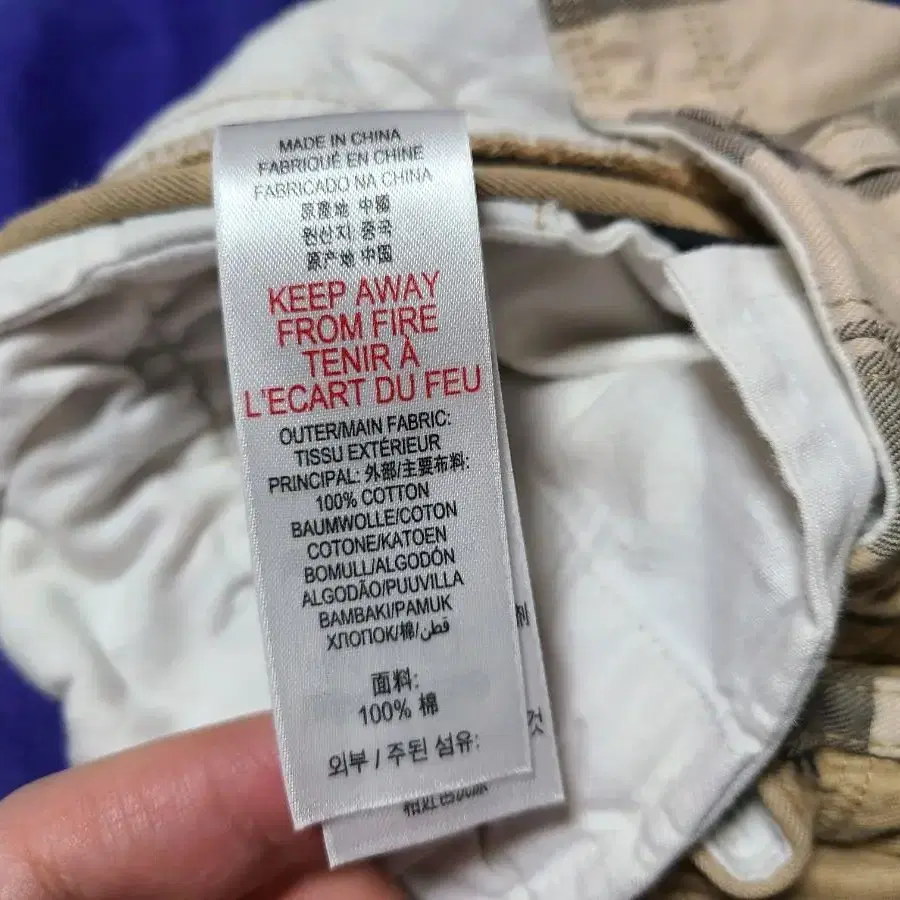 MADE IN CHINA
FABRIQUÉ EN CHINE
FABRICADO NA CHINA
原產地 中國
원산지: 중국
原产地 中国
KEEP AWAY
FROM FIRE
TENIR À
L'ECART DU FEU
OUTER/MAIN FABRIC:
TISSU EXTÉRIEUR
PRINCIPAL: 外部/主要布料:
100% COTTON
BAUMWOLLE/COTON
COTONE/KATOEN
BOMULL/ALGODÓN
ALGODÃO/PUUVILLA
BAMBAKI/PAMUK
ХЛОПОК/棉/قطن
面料:
100% 棉
외부 / 주된 섬유:
剂
것